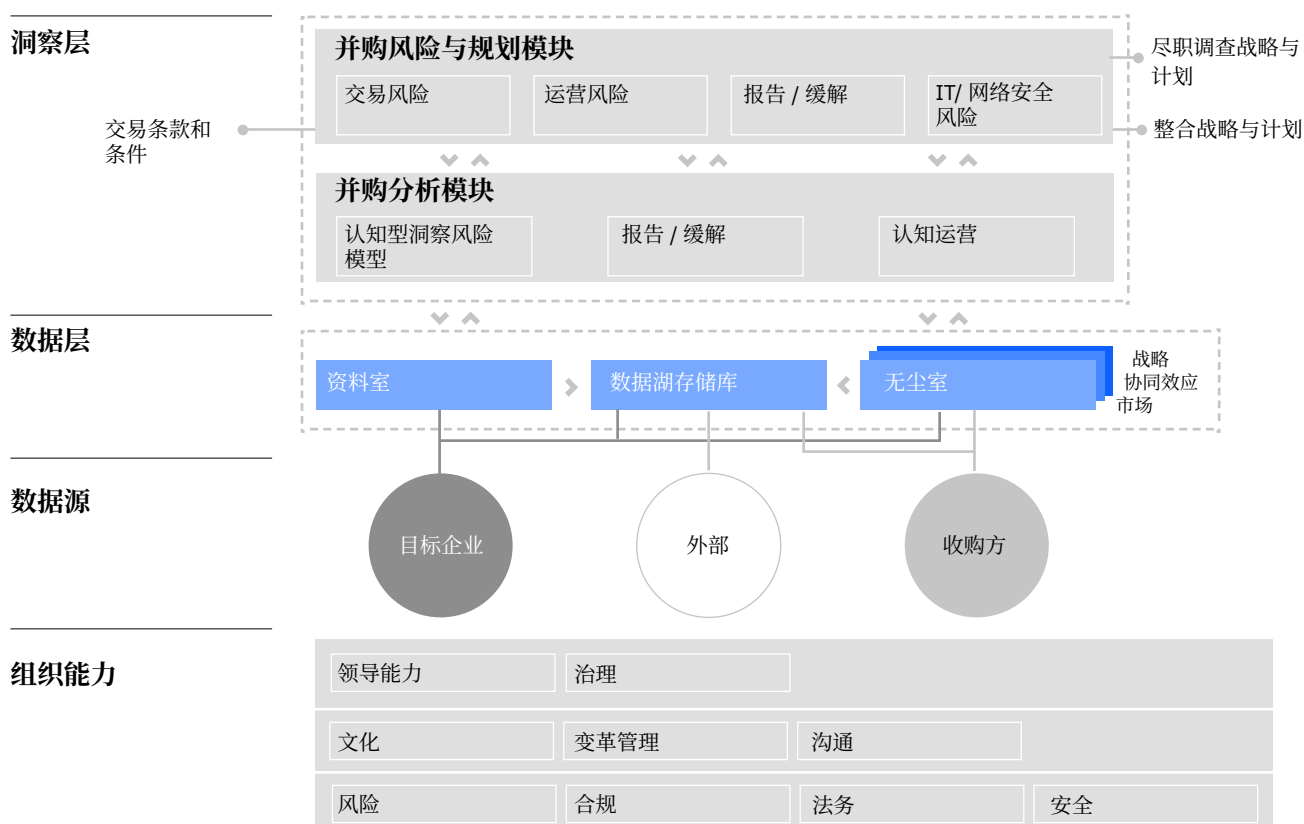 洞察层
并购风险与规划模块
交易风险
运营风险
报告 / 缓解
IT/ 网络安全
风险
尽职调查战略与
计划
交易条款和
条件
整合战略与计划
并购分析模块
认知型洞察风险
模型
报告 / 缓解
认知运营
数据层
资料室
数据湖存储库
无尘室
战略
协同效应
市场
数据源
目标企业
外部
收购方
组织能力
领导能力
治理
文化
变革管理
沟通
风险
合规
法务
安全